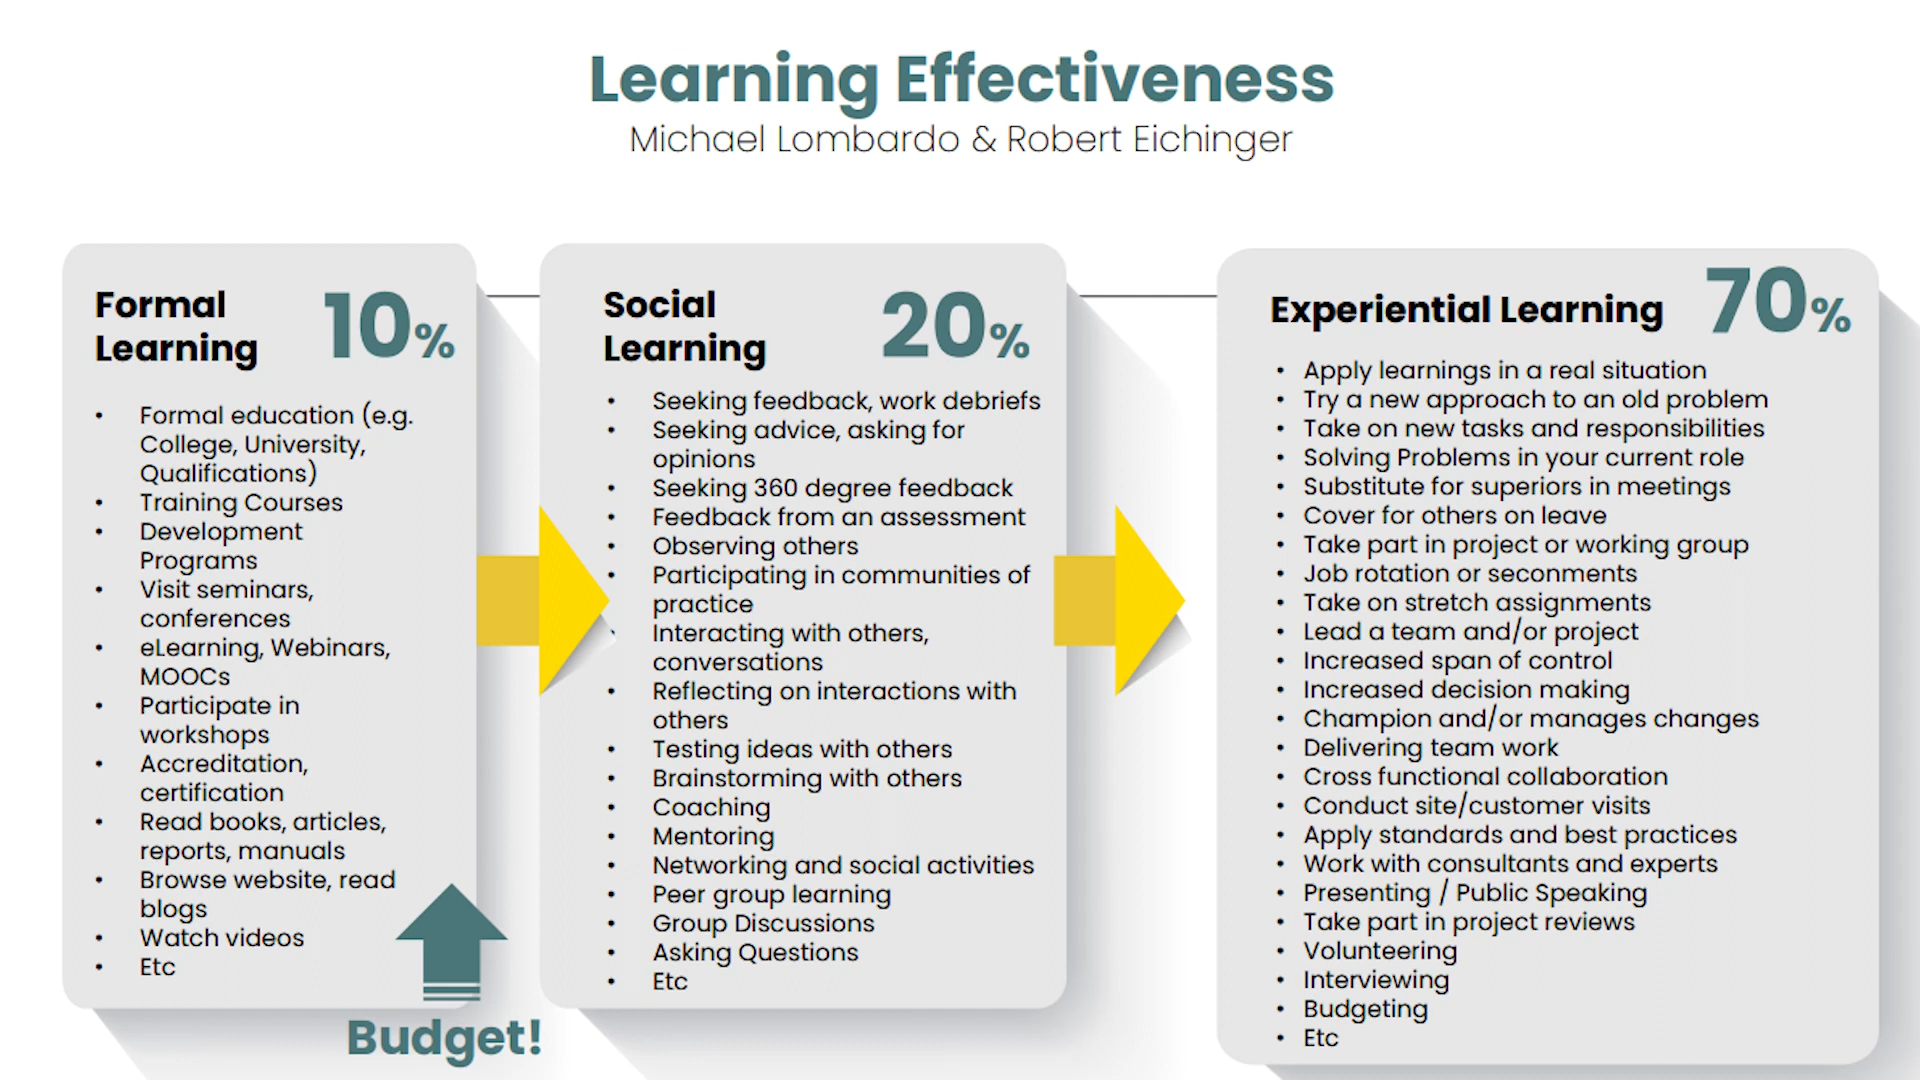 Learning Effectiveness
Michael Lombardo & Robert Eichinger
Formal
Learning
10%
• Formal education (e.g.
College, University,
Qualifications)
• Training Courses
• Development
Programs
• Visit seminars,
conferences
• eLearning, Webinars,
MOOCs
• Participate in
workshops
• Accreditation,
certification
• Read books, articles,
reports, manuals
• Browse website, read
blogs
• Watch videos
• Etc
Budget!
Social
Learning
20%
• Seeking feedback, work debriefs
• Seeking advice, asking for
opinions
• Seeking 360 degree feedback
• Feedback from an assessment
• Observing others
• Participating in communities of
practice
Interacting with others,
conversations
• Reflecting on interactions with
others
• Testing ideas with others
• Brainstorming with others
• Coaching
• Mentoring
• Networking and social activities
• Peer group learning
• Group Discussions
• Asking Questions
• Etc
Experiential Learning
70%
• Apply learnings in a real situation
• Try a new approach to an old problem
• Take on new tasks and responsibilities
• Solving Problems in your current role
• Substitute for superiors in meetings
• Cover for others on leave
• Take part in project or working group
• Job rotation or seconments
• Take on stretch assignments
• Lead a team and/or project
• Increased span of control
• Increased decision making
• Champion and/or manages changes
• Delivering team work
• Cross functional collaboration
• Conduct site/customer visits
• Apply standards and best practices
• Work with consultants and experts
• Presenting / Public Speaking
• Take part in project reviews
• Volunteering
• Interviewing
• Budgeting
• Etc